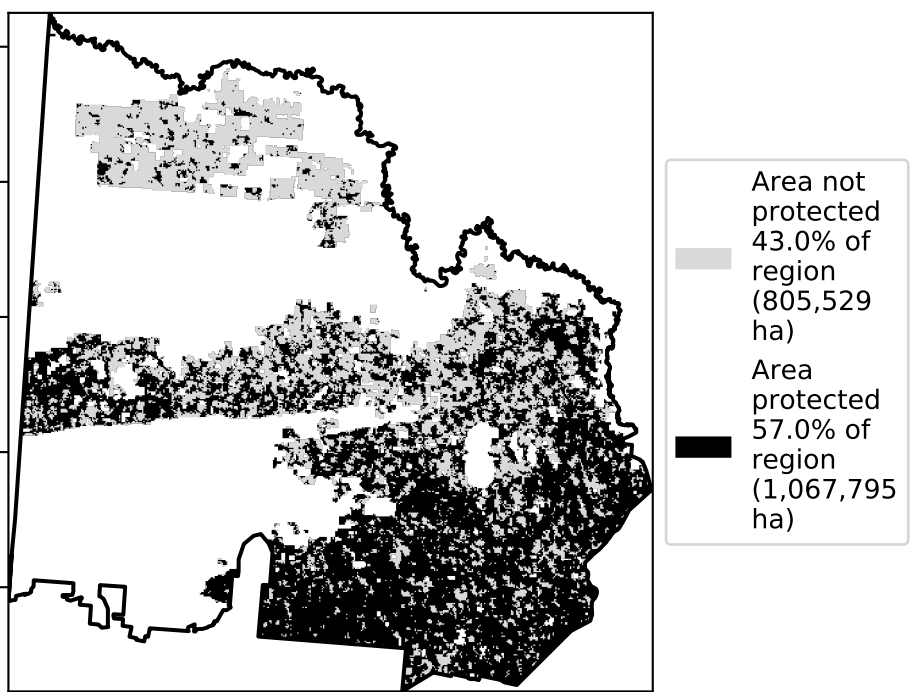 Area not
protected
43.0% of
region
(805,529
ha)
Area
protected
57.0% of
region
(1,067,795
ha)